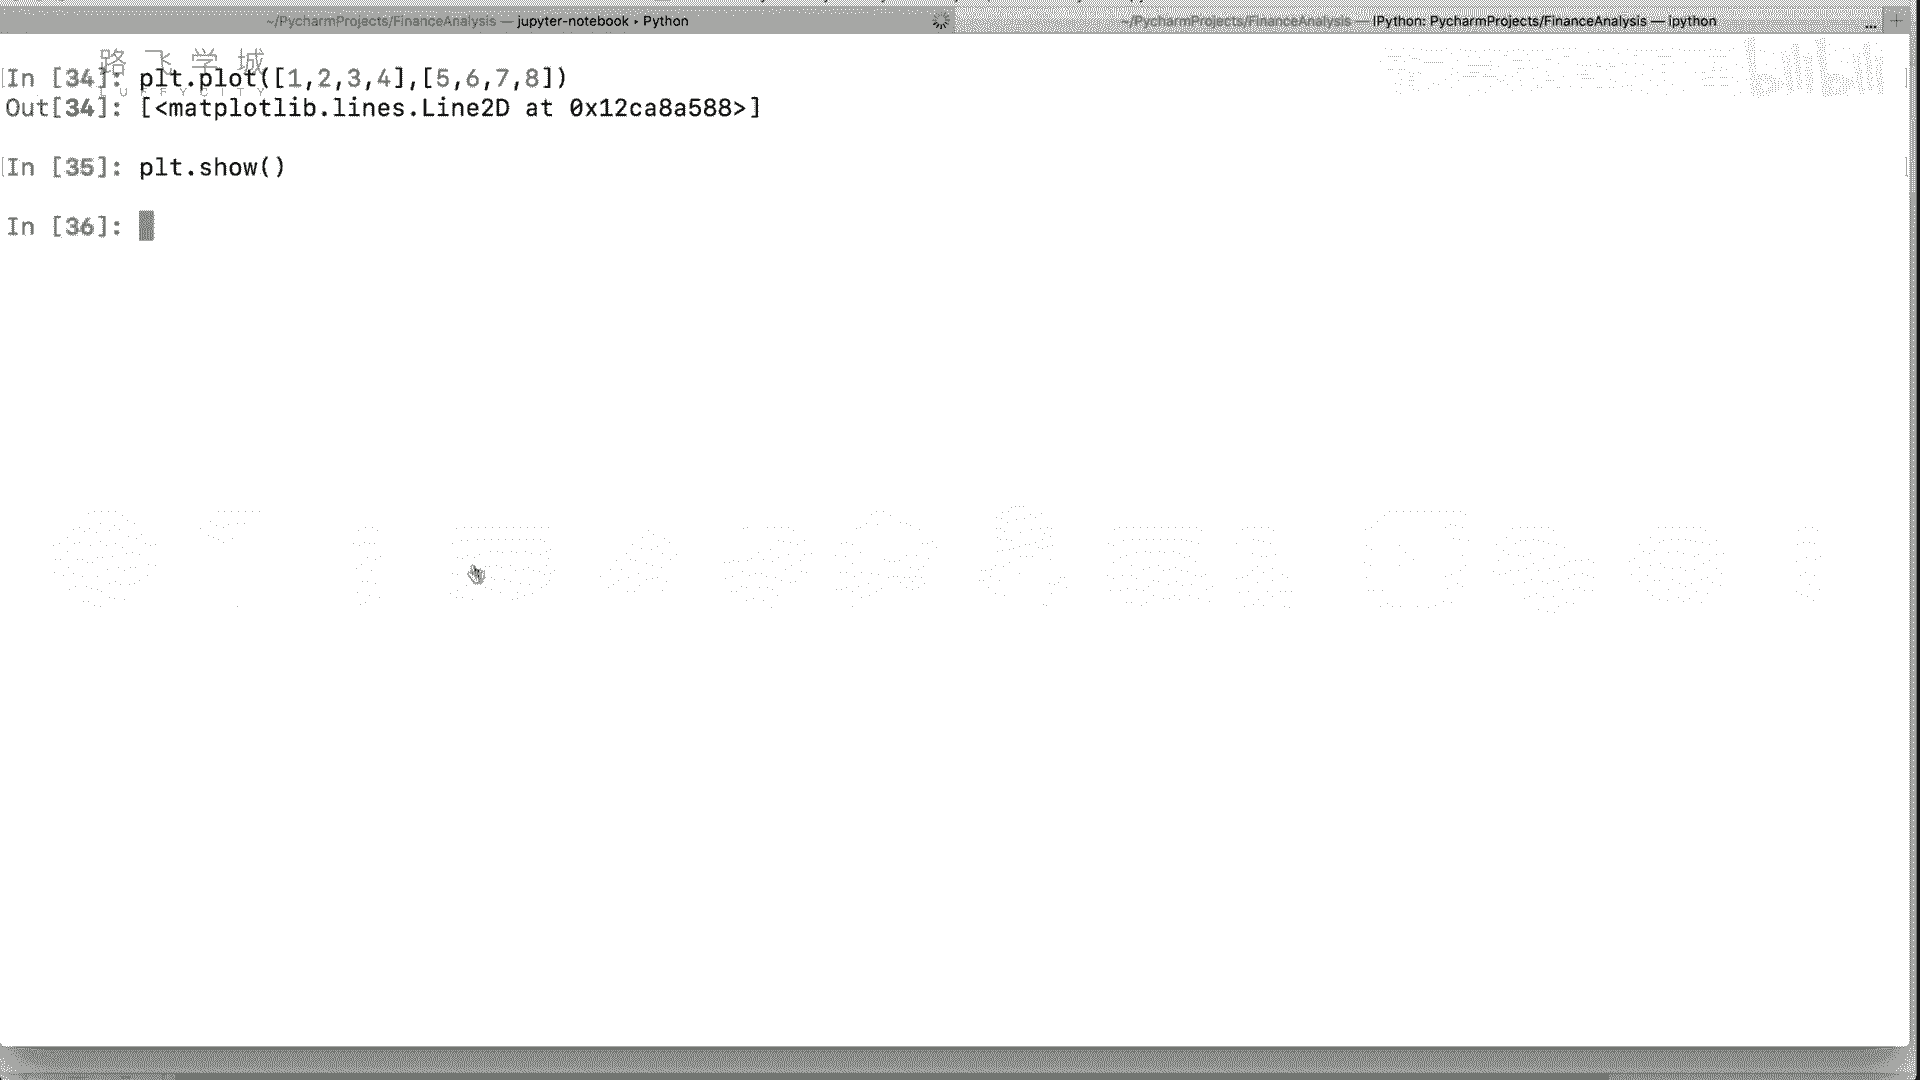 ~/PycharmProjects/FinanceAnalysis — jupyter-notebook ▸ Python
~/PycharmProjects/FinanceAnalysis — IPython: PycharmProjects/FinanceAnalysis — ipython
路飞学城
LUFFYCITY
In [34]: plt.plot([1,2,3,4],[5,6,7,8])
Out[34]: [<matplotlib.lines.Line2D at 0x12ca8a588>]
In [35]: plt.show()
In [36]:
bilibili